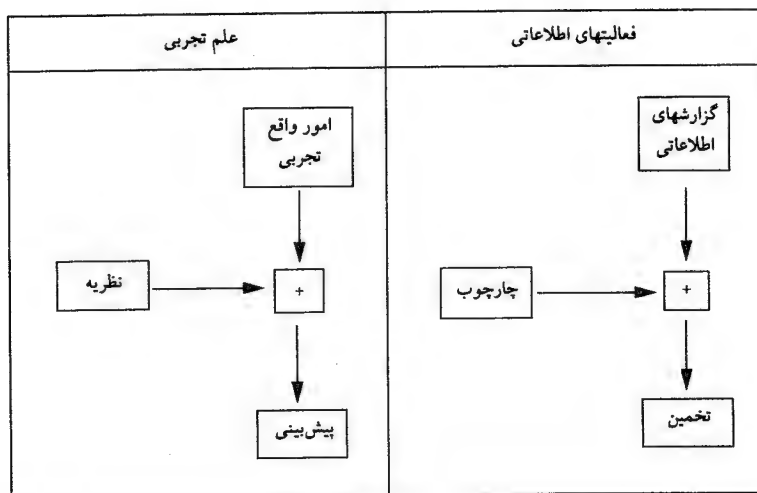 فعالیتهای اطلاعاتی
علم تجربی
گزارشهای
اطلاعاتی
چارچوب
+
تخمین
امور واقع
تجربی
نظریه
+
پیش‌بینی